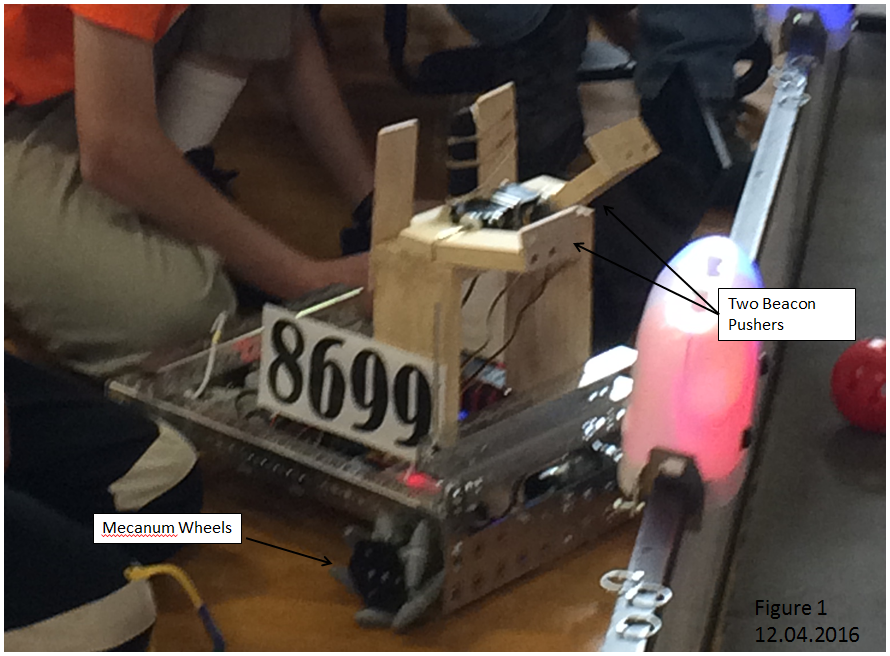 8699
Two Beacon
Pushers
Mecanum Wheels
Figure 1
12.04.2016